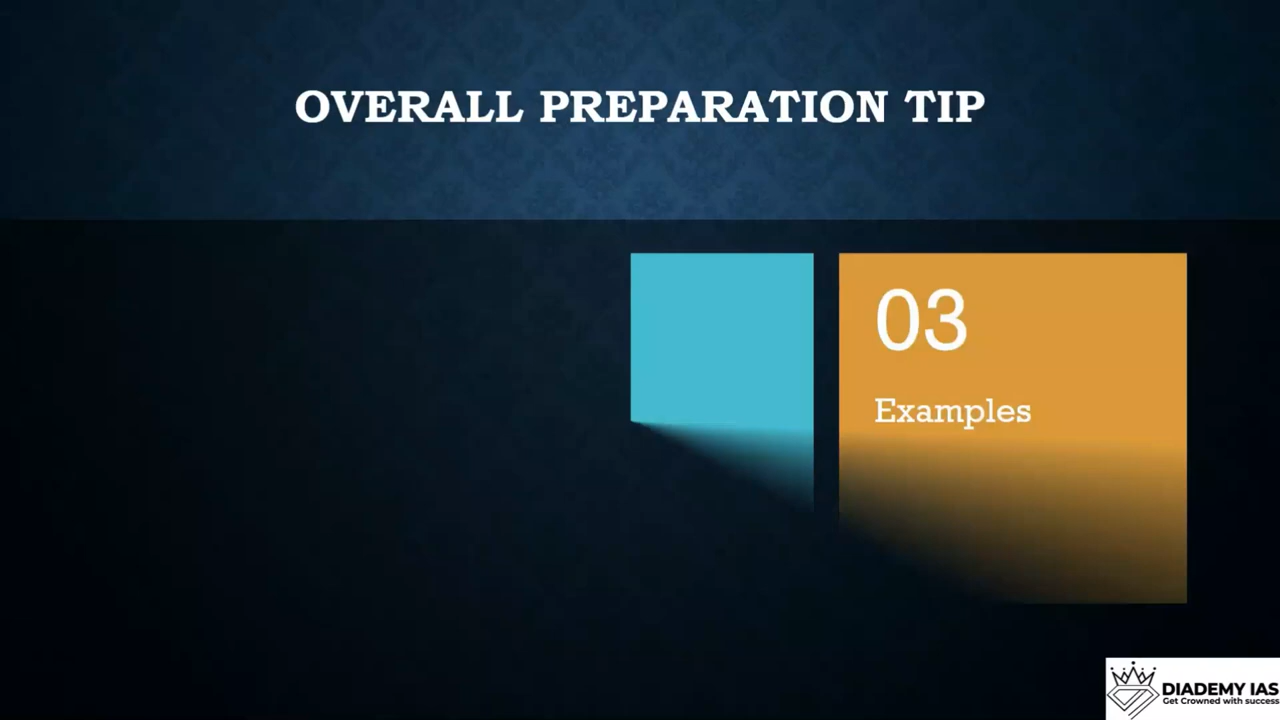 OVERALL PREPARATION TIP
03
Examples
DIADEMY IAS
Get Crowned with success